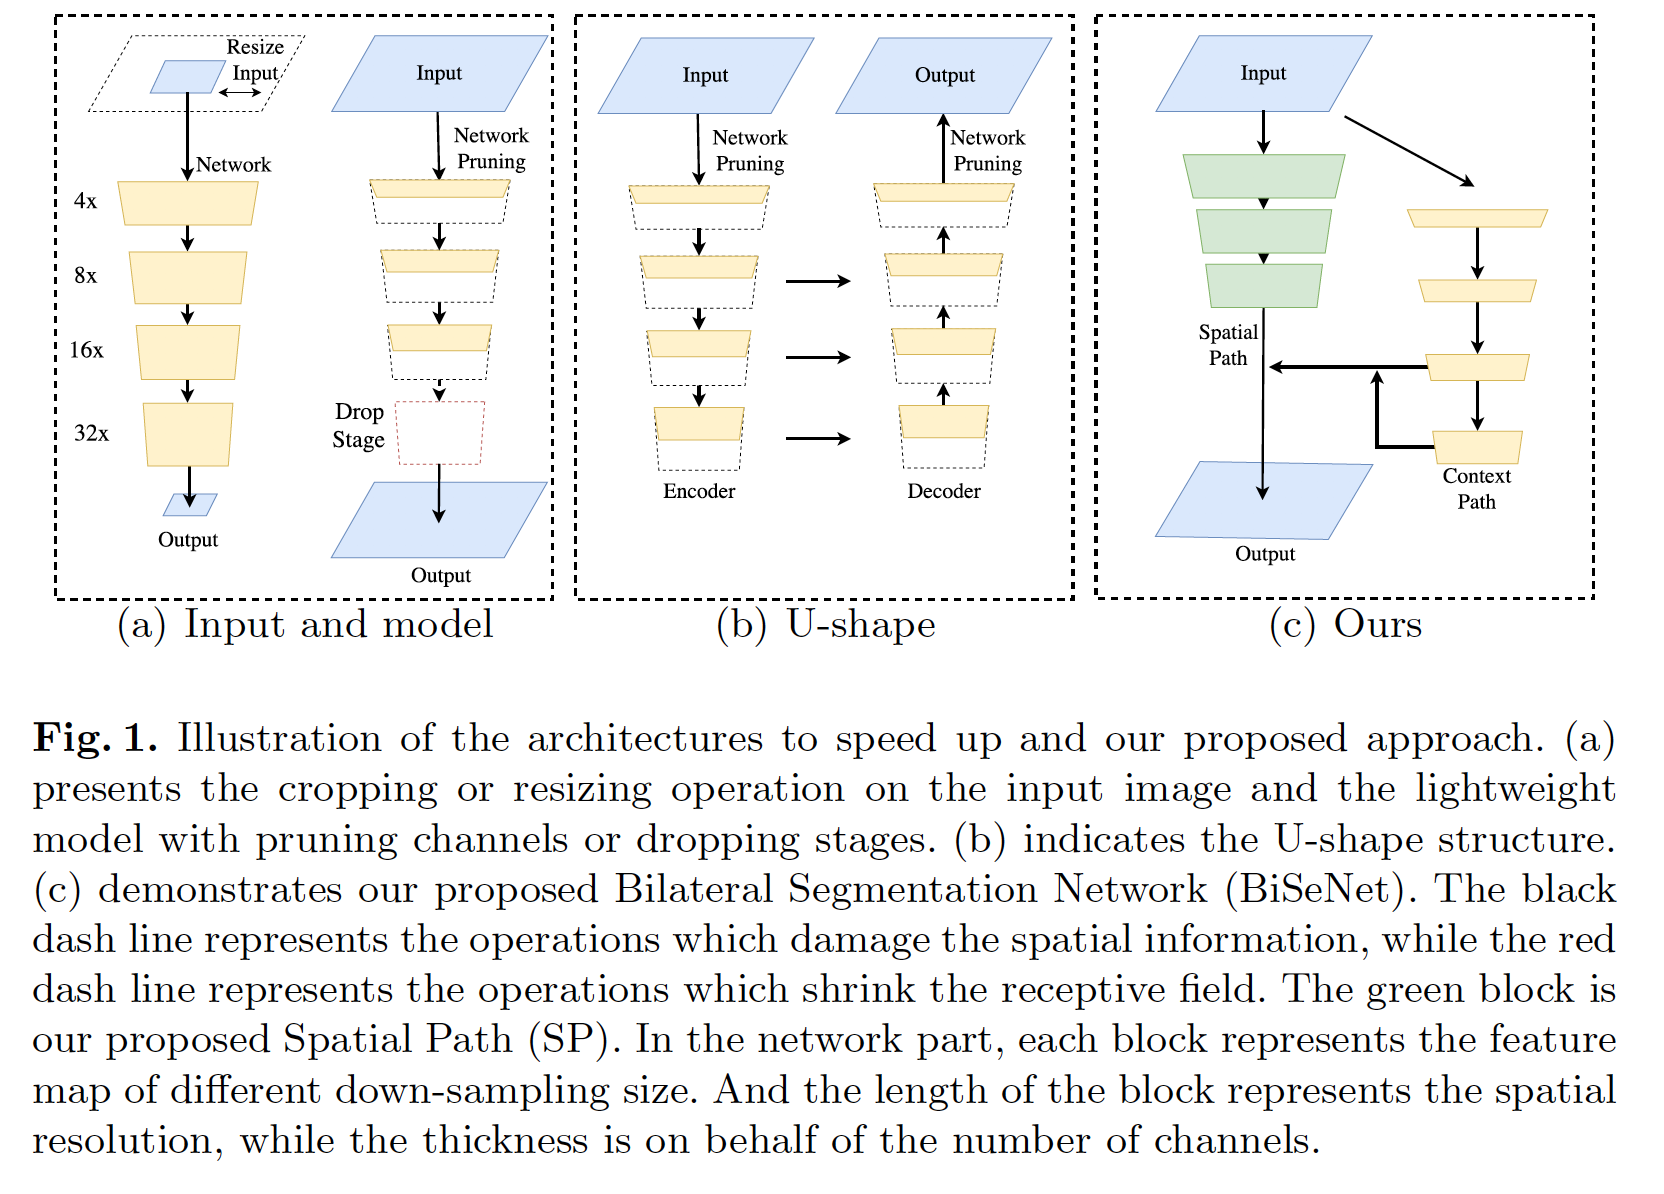 Resize
Input
Network
4x
8x
16x
32x
Output
Input
Network
Pruning
Drop
Stage
Output
(a) Input and model
Input
Network
Pruning
Encoder
Output
Network
Pruning
Decoder
(b) U-shape
Input
Spatial
Path
Context
Path
Output
(c) Ours
Fig. 1. Illustration of the architectures to speed up and our proposed approach. (a)
presents the cropping or resizing operation on the input image and the lightweight
model with pruning channels or dropping stages. (b) indicates the U-shape structure.
(c) demonstrates our proposed Bilateral Segmentation Network (BiSeNet). The black
dash line represents the operations which damage the spatial information, while the red
dash line represents the operations which shrink the receptive field. The green block is
our proposed Spatial Path (SP). In the network part, each block represents the feature
map of different down-sampling size. And the length of the block represents the spatial
resolution, while the thickness is on behalf of the number of channels.